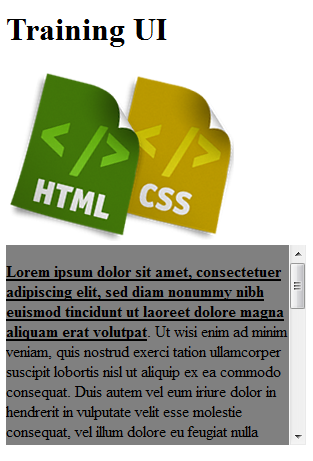 Training UI
</>
</>
HTML
CSS
Lorem ipsum dolor sit amet, consectetuer
adipiscing elit, sed diam nonummy nibh
euismod tincidunt ut laoreet dolore magna
aliquam erat volutpat. Ut wisi enim ad minim
veniam, quis nostrud exerci tation ullamcorper
suscipit lobortis nisl ut aliquip ex ea commodo
consequat. Duis autem vel eum iriure dolor in
hendrerit in vulputate velit esse molestie
consequat, vel illum dolore eu feugiat nulla